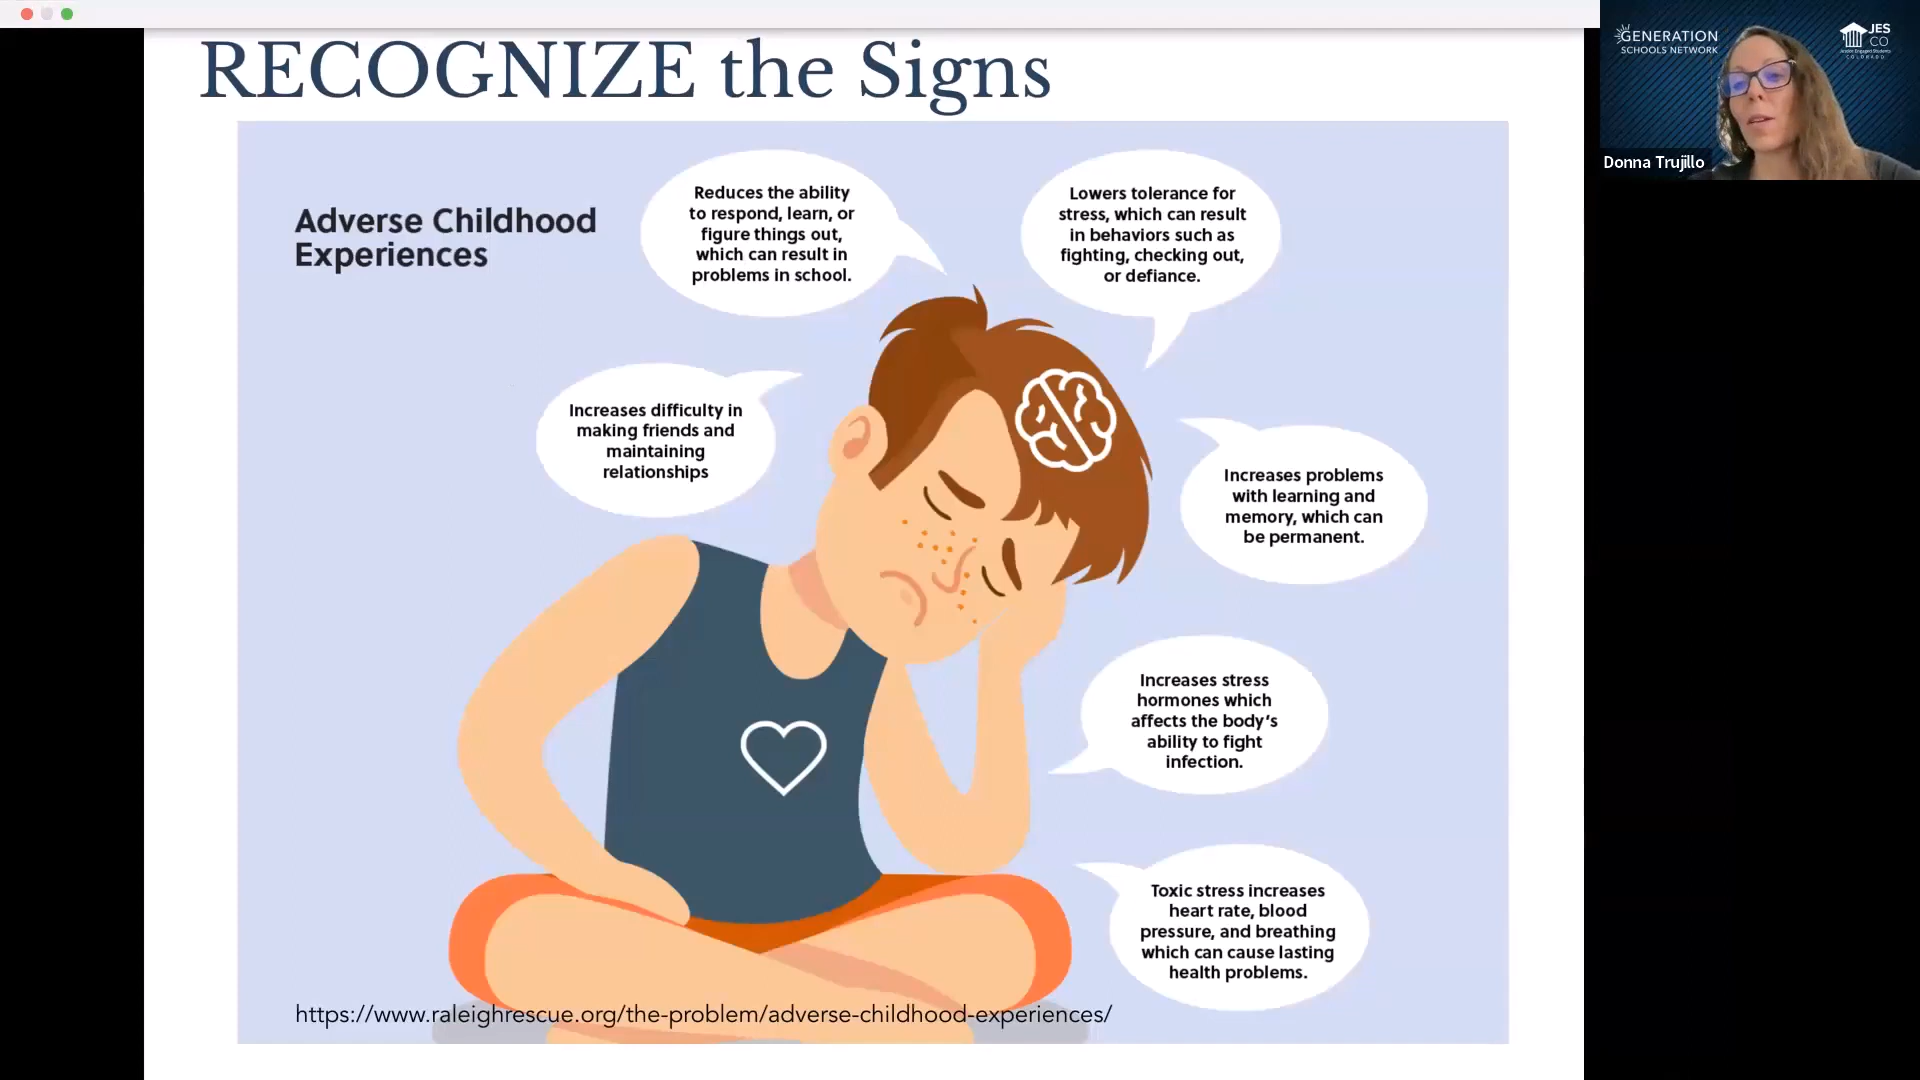 RECOGNIZE the Signs
Adverse Childhood
Experiences
Reduces the ability
to respond, learn, or
figure things out,
which can result in
problems in school.
Lowers tolerance for
stress, which can result
in behaviors such as
fighting, checking out,
or defiance.
Increases difficulty in
making friends and
maintaining
relationships
Increases problems
with learning and
memory, which can
be permanent.
Increases stress
hormones which
affects the body's
ability to fight
infection.
Toxic stress increases
heart rate, blood
pressure, and breathing
which can cause lasting
health problems.
https://www.raleighrescue.org/the-problem/adverse-childhood-experiences/
GENERATION
SCHOOLS NETWORK
JES
CO
COLORADO
Donna Trujillo